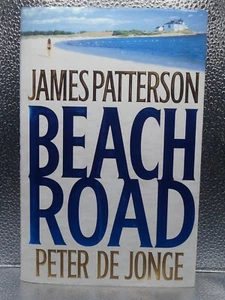 JAMES PATTERSON
BEACH
ROAD
PETER DE JONGE